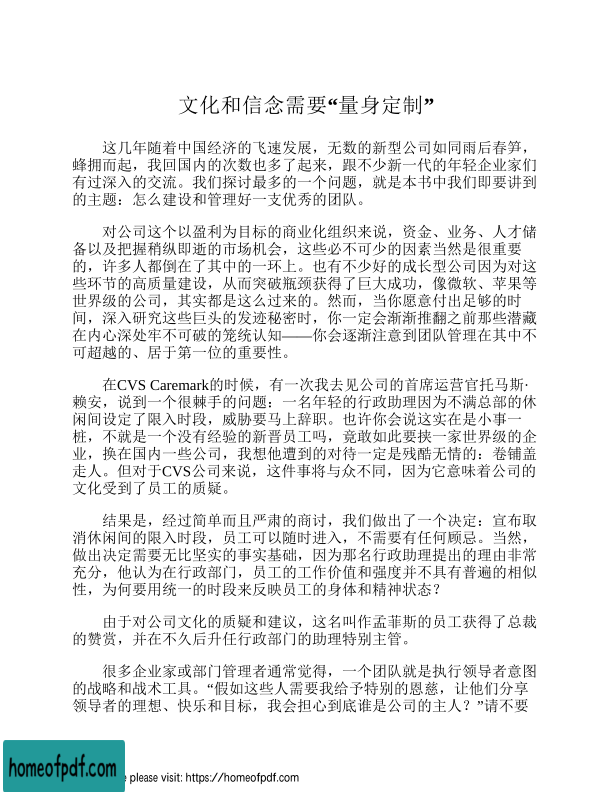 文化和信念需要“量身定制”
这几年随着中国经济的飞速发展，无数的新型公司如同雨后春笋，
蜂拥而起，我回国内的次数也多了起来，跟不少新一代的年轻企业家们
有过深入的交流。我们探讨最多的一个问题，就是本书中我们即要讲到
的主题：怎么建设和管理好一支优秀的团队。
对公司这个以盈利为目标的商业化组织来说，资金、业务、人才储
备以及把握稍纵即逝的市场机会，这些必不可少的因素当然是很重要
的，许多人都倒在了其中的一环上。也有不少好的成长型公司因为对这
些环节的高质量建设，从而突破瓶颈获得了巨大成功，像微软、苹果等
世界级的公司，其实都是这么过来的。然而，当你愿意付出足够的时
间，深入研究这些巨头的发迹秘密时，你一定会渐渐推翻之前那些潜藏
在内心深处牢不可破的笼统认知——你会逐渐注意到团队管理在其中不
可超越的、居于第一位的重要性。
在CVS Caremark的时候，有一次我去见公司的首席运营官托马斯·
赖安，说到一个很棘手的问题：一名年轻的行政助理因为不满总部的休
闲间设定了限入时段，威胁要马上辞职。也许你会说这实在是小事一
桩，不就是一个没有经验的新晋员工吗，竟敢如此要挟一家世界级的企
业，换在国内一些公司，我想他遭到的对待一定是残酷无情的：卷铺盖
走人。但对于CVS公司来说，这件事将与众不同，因为它意味着公司的
文化受到了员工的质疑。
结果是，经过简单而且严肃的商讨，我们做出了一个决定：宣布取
消休闲间的限入时段，员工可以随时进入，不需要有任何顾忌。当然，
做出决定需要无比坚实的事实基础，因为那名行政助理提出的理由非常
充分，他认为在行政部门，员工的工作价值和强度并不具有普遍的相似
性，为何要用统一的时段来反映员工的身体和精神状态？
由于对公司文化的质疑和建议，这名叫作孟菲斯的员工获得了总裁
的赞赏，并在不久后升任行政部门的助理特别主管。
很多企业家或部门管理者通常觉得，一个团队就是执行领导者意图
的战略和战术工具。“假如这些人需要我给予特别的恩慈，让他们分享
领导者的理想、快乐和目标，我会担心到底谁是公司的主人？”请不要
homeofpdf.com
e please visit: https://homeofpdf.com